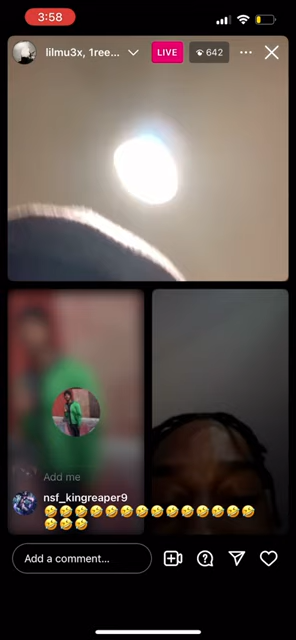 3:58
lilmu3x, 1ree...
LIVE
642
Add me
nsf_kingreaper9
🤣🤣🤣🤣🤣🤣🤣🤣🤣🤣🤣🤣🤣🤣
🤣🤣🤣
Add a comment...